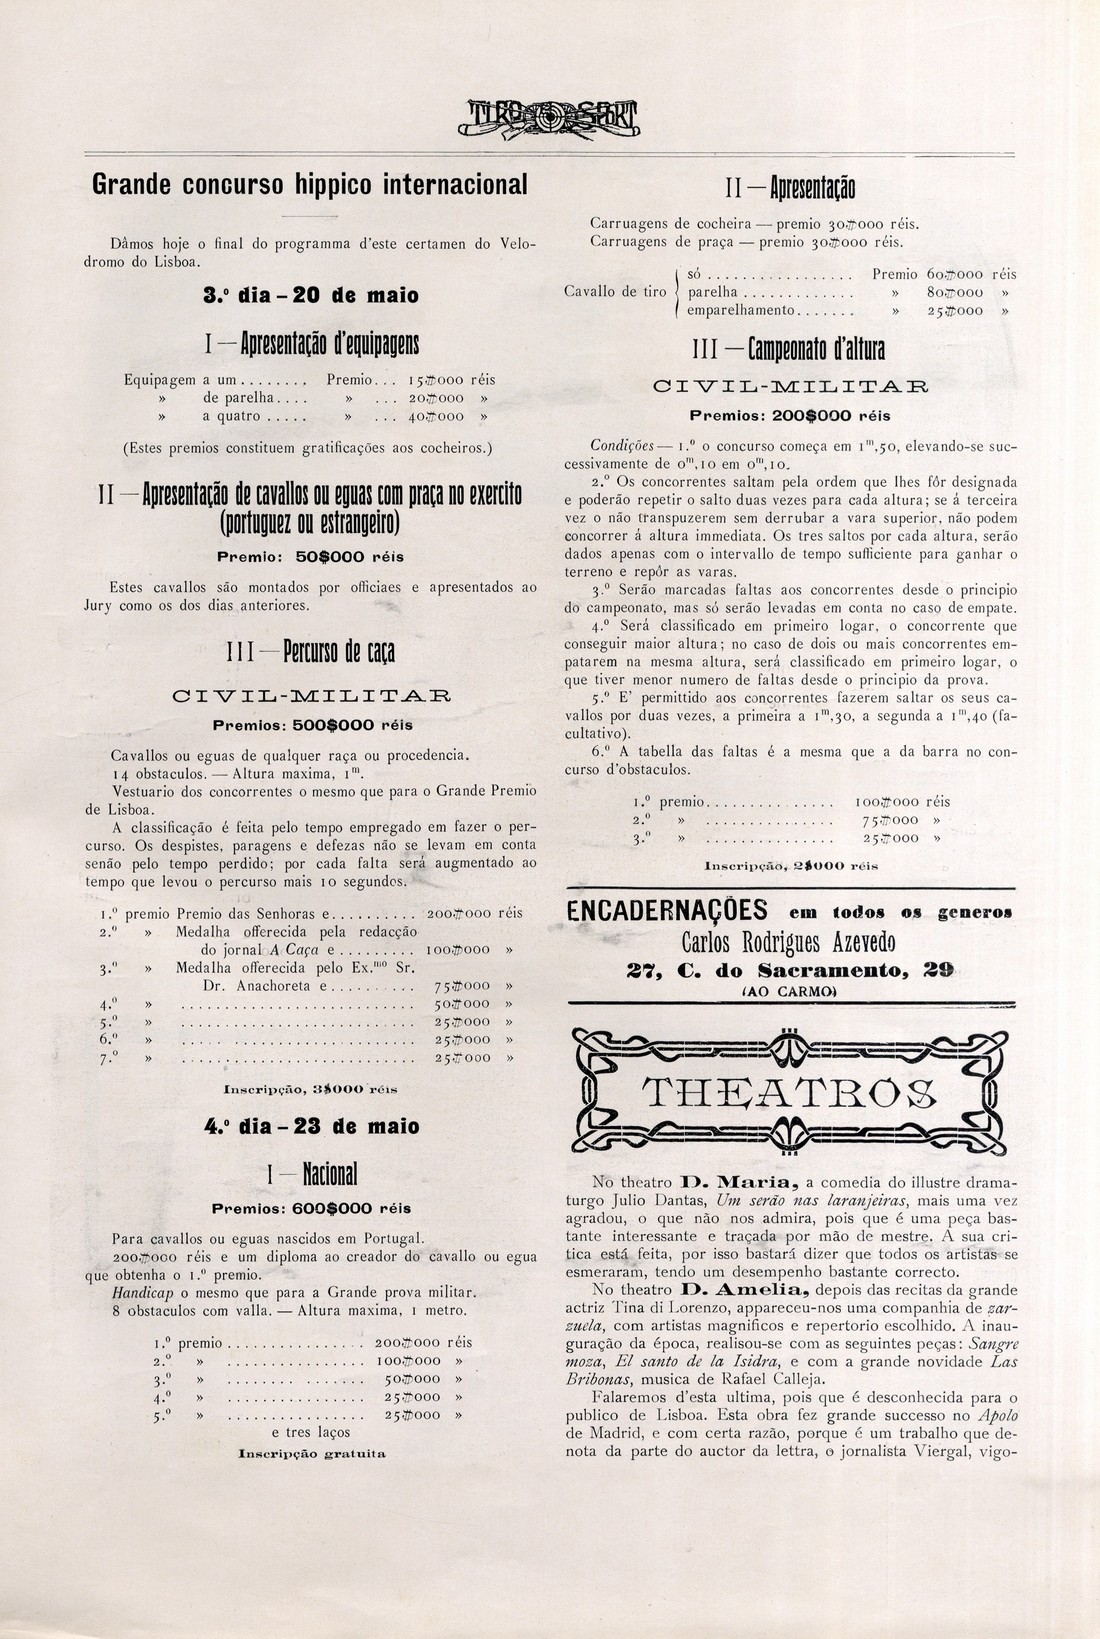 TIRO E SPORT
Grande concurso hippico internacional
Dâmos hoje o final do programma d'este certamen do Velo-
dromo do Lisboa.
3.º dia – 20 de maio
I — Apresentação d'equipagens
Equipagem a um ........ Premio... 15$000 réis
» de parelha.... » ... 20$000 »
» a quatro ..... » ... 40$000 »
(Estes premios constituem gratificações aos cocheiros.)
II — Apresentação de cavallos ou eguas com praça no exercito
(portuguez ou estrangeiro)
Premio: 50$000 réis
Estes cavallos são montados por officiaes e apresentados ao
Jury como os dos dias anteriores.
III — Percurso de caça
CIVIL-MILITAR
Premios: 500$000 réis
Cavallos ou eguas de qualquer raça ou procedencia.
14 obstaculos. — Altura maxima, 1m.
Vestuario dos concorrentes o mesmo que para o Grande Premio
de Lisboa.
A classificação é feita pelo tempo empregado em fazer o per-
curso. Os despistes, paragens e defezas não se levam em conta
senão pelo tempo perdido; por cada falta será augmentado ao
tempo que levou o percurso mais 10 segundos.
1.º premio Premio das Senhoras e.......... 200$000 réis
2.º » Medalha offerecida pela redacção
do jornal A Caça e ......... 100$000 »
3.º » Medalha offerecida pelo Ex.mo Sr.
Dr. Anachoreta e .......... 75$000 »
4.º » ............................ 50$000 »
5.º » ............................ 25$000 »
6.º » ............................ 25$000 »
7.º » ............................ 25$000 »
Inscripção, 3$000 réis
4.º dia – 23 de maio
I — Nacional
Premios: 600$000 réis
Para cavallos ou eguas nascidos em Portugal.
200$000 réis e um diploma ao creador do cavallo ou egua
que obtenha o 1.º premio.
Handicap o mesmo que para a Grande prova militar.
8 obstaculos com valla. — Altura maxima, 1 metro.
1.º premio ................ 200$000 réis
2.º » ................ 100$000 »
3.º » ................ 50$000 »
4.º » ................ 25$000 »
5.º » ................ 25$000 »
e tres laços
Inscripção gratuita
II — Apresentação
Carruagens de cocheira — premio 30$000 réis.
Carruagens de praça — premio 30$000 réis.
só ................. Premio 60$000 réis
Cavallo de tiro { parelha ............. » 80$000 »
emparelhamento....... » 25$000 »
III — Campeonato d'altura
CIVIL-MILITAR
Premios: 200$000 réis
Condições — 1.º o concurso começa em 1m,50, elevando-se suc-
cessivamente de 0m,10 em 0m,10.
2.º Os concorrentes saltam pela ordem que lhes fôr designada
e poderão repetir o salto duas vezes para cada altura; se á terceira
vez o não transpuzerem sem derrubar a vara superior, não podem
concorrer á altura immediata. Os tres saltos por cada altura, serão
dados apenas com o intervallo de tempo sufficiente para ganhar o
terreno e repôr as varas.
3.º Serão marcadas faltas aos concorrentes desde o principio
do campeonato, mas só serão levadas em conta no caso de empate.
4.º Será classificado em primeiro logar, o concorrente que
conseguir maior altura; no caso de dois ou mais concorrentes em-
patarem na mesma altura, será classificado em primeiro logar, o
que tiver menor numero de faltas desde o principio da prova.
5.º E' permittido aos concorrentes fazerem saltar os seus ca-
vallos por duas vezes, a primeira a 1m,30, a segunda a 1m,40 (fa-
cultativo).
6.º A tabella das faltas é a mesma que a da barra no con-
curso d'obstaculos.
1.º premio............... 100$000 réis
2.º » ............... 75$000 »
3.º » ............... 25$000 »
Inscripção, 2$000 réis
ENCADERNAÇÕES em todos os generos
Carlos Rodrigues Azevedo
27, C. do Sacramento, 29
(AO CARMO)
THEATROS
No theatro D. Maria, a comedia do illustre drama-
turgo Julio Dantas, Um serão nas laranjeiras, mais uma vez
agradou, o que não nos admira, pois que é uma peça bas-
tante interessante e traçada por mão de mestre. A sua cri-
tica está feita, por isso bastará dizer que todos os artistas se
esmeraram, tendo um desempenho bastante correcto.
No theatro D. Amelia, depois das recitas da grande
actriz Tina di Lorenzo, appareceu-nos uma companhia de zar-
zuela, com artistas magnificos e repertorio escolhido. A inau-
guração da época, realisou-se com as seguintes peças: Sangre
moza, El santo de la Isidra, e com a grande novidade Las
Bribonas, musica de Rafael Calleja.
Falaremos d'esta ultima, pois que é desconhecida para o
publico de Lisboa. Esta obra fez grande successo no Apolo
de Madrid, e com certa razão, porque é um trabalho que de-
nota da parte do auctor da lettra, o jornalista Viergal, vigo-